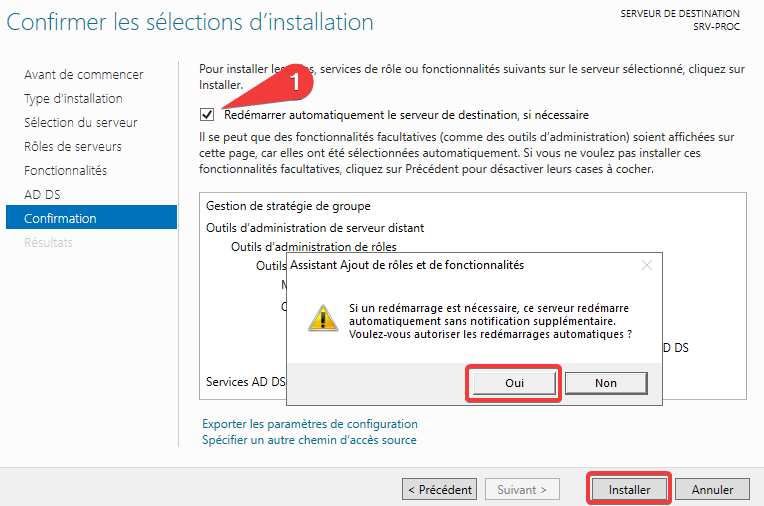 Confirmer les sélections d'installation
SERVEUR DE DESTINATION
SRV-PROC
Avant de commencer
Type d'installation
Sélection du serveur
Rôles de serveurs
Fonctionnalités
AD DS
Confirmation
Résultats
Pour installer les services de rôle ou fonctionnalités suivants sur le serveur sélectionné, cliquez sur
Installer.
1
Redémarrer automatiquement le serveur de destination, si nécessaire
Il se peut que des fonctionnalités facultatives (comme des outils d'administration) soient affichées sur
cette page, car elles ont été sélectionnées automatiquement. Si vous ne voulez pas installer ces
fonctionnalités facultatives, cliquez sur Précédent pour désactiver leurs cases à cocher.
Gestion de stratégie de groupe
Outils d'administration de serveur distant
Outils d'administration de rôles
Outils
Assistant Ajout de rôles et de fonctionnalités
Si un redémarrage est nécessaire, ce serveur redémarre
automatiquement sans notification supplémentaire.
Voulez-vous autoriser les redémarrages automatiques ?
D DS
Oui
Non
Services AD DS
Exporter les paramètres de configuration
Spécifier un autre chemin d'accès source
< Précédent
Suivant >
Installer
Annuler